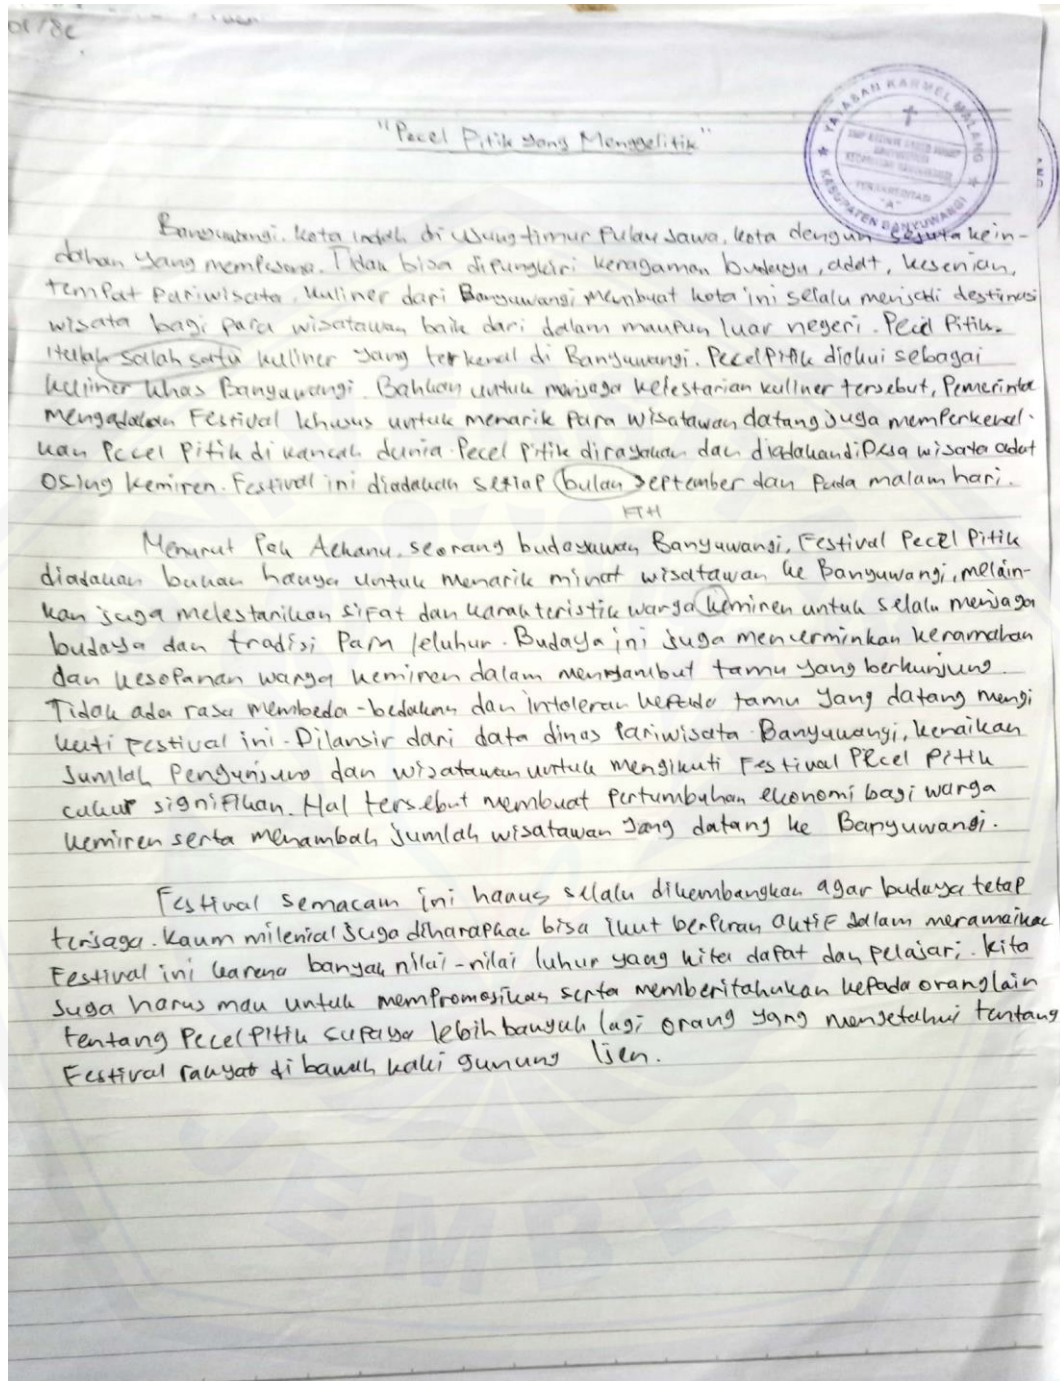 "Pecel Pitik yang Menggelitik"
YAYASAN KARMEL MALANG
TERAKREDITASI
"A"
KABUPATEN BANYUWANGI
Banyuwangi, kota indah di ujung timur Pulau Jawa, kota dengan sejuta kein-
dahan yang mempesona. Tidak bisa dipungkiri keragaman budaya, adat, kesenian,
tempat pariwisata, kuliner dari Banyuwangi membuat kota ini selalu menjadi destinasi
wisata bagi para wisatawan baik dari dalam maupun luar negeri. Pecel Pitik.
itulah salah satu kuliner yang terkenal di Banyuwangi. Pecel Pitik diakui sebagai
kuliner khas Banyuwangi. Bahkan untuk menjaga kelestarian kuliner tersebut, Pemerinta
mengadakan Festival khusus untuk menarik para wisatawan datang juga memperkenal-
kan Pecel Pitik di kancah dunia. Pecel Pitik dirayakan dan diadakan di Desa wisata adat
Osing Kemiren. Festival ini diadakan setiap bulan September dan pada malam hari.
Menurut Pak Achanu, seorang budayawan Banyuwangi, Festival Pecel Pitik
diadakan bukan hanya untuk menarik minat wisatawan ke Banyuwangi, melain-
kan juga melestarikan sifat dan karakteristik warga kemiren untuk selalu menjaga
budaya dan tradisi Para leluhur. Budaya ini juga mencerminkan keramahan
dan kesopanan warga kemiren dalam menyambut tamu yang berkunjung.
Tidak ada rasa membeda-bedakan dan intoleran kepada tamu yang datang mengi
kuti festival ini. Dilansir dari data dinas Pariwisata Banyuwangi, kenaikan
Jumlah Pengunjung dan wisatawan untuk mengikuti Festival Pecel Pitik
cukup signifikan. Hal tersebut membuat pertumbuhan ekonomi bagi warga
kemiren serta menambah jumlah wisatawan yang datang ke Banyuwangi.
Festival semacam ini harus selalu dikembangkan agar budaya tetap
terjaga. Kaum milenial juga diharapkan bisa ikut berperan aktif dalam meramaikan
Festival ini karena banyak nilai-nilai luhur yang kita dapat dan pelajari. Kita
Juga harus mau untuk mempromosikan serta memberitahukan kepada orang lain
tentang Pecel Pitik supaya lebih banyak lagi orang yang mengetahui tentang
Festival rakyat di bawah kaki gunung Ijen.